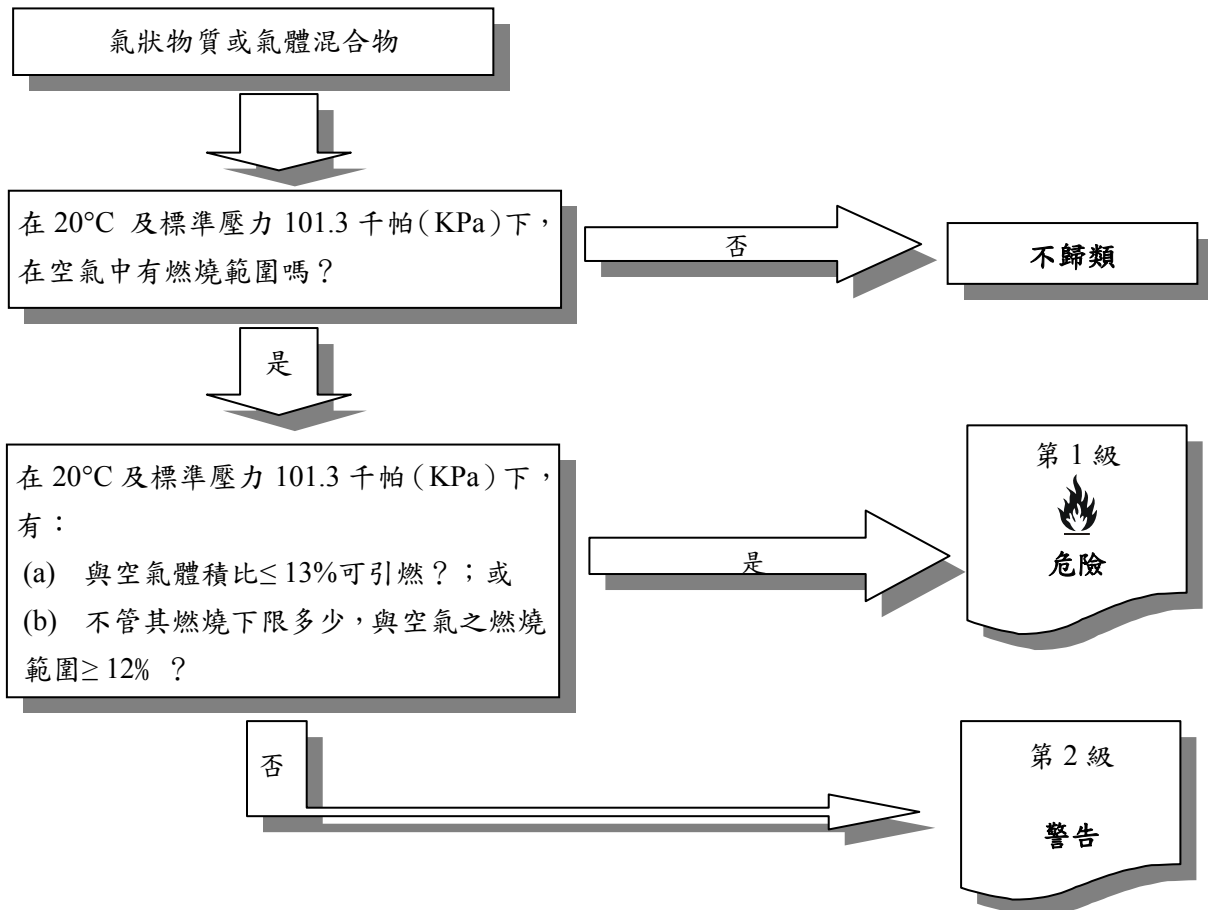 氣狀物質或氣體混合物
在 20°C 及標準壓力 101.3 千帕(KPa)下，
在空氣中有燃燒範圍嗎？
否
不歸類
是
在 20°C 及標準壓力 101.3 千帕(KPa)下，
有：
(a) 與空氣體積比≤ 13%可引燃？；或
(b) 不管其燃燒下限多少，與空氣之燃燒
範圍≥ 12% ？
是
第 1 級
危險
否
第 2 級
警告